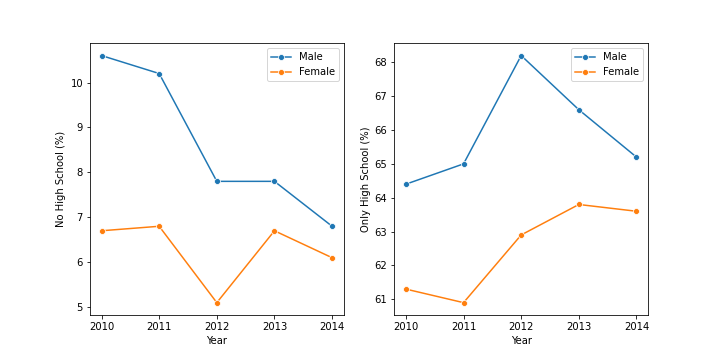 No High School (%)
10
9
8
7
6
5
2010 2011 2012 2013 2014
Year
Male
Female
Only High School (%)
68
67
66
65
64
63
62
61
2010 2011 2012 2013 2014
Year
Male
Female